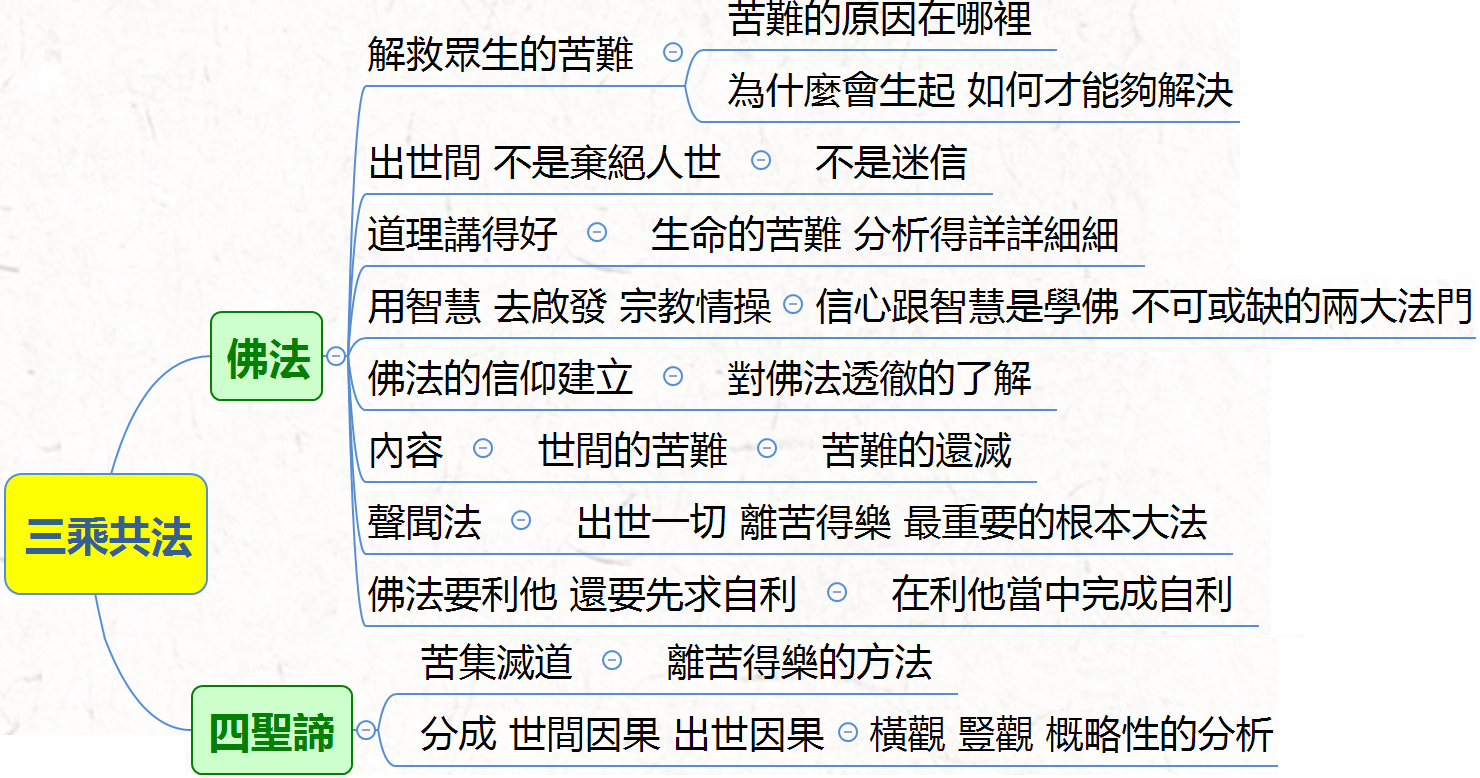 苦難的原因在哪裡
解救眾生的苦難
為什麼會生起 如何才能夠解決
出世間 不是棄絕人世 不是迷信
道理講得好 生命的苦難 分析得詳詳細細
用智慧 去啟發 宗教情操 信心跟智慧是學佛 不可或缺的兩大法門
佛法
佛法的信仰建立 對佛法透徹的了解
內容 世間的苦難 苦難的還滅
三乘共法
聲聞法 出世一切 離苦得樂 最重要的根本大法
佛法要利他 還要先求自利 在利他當中完成自利
苦集滅道 離苦得樂的方法
四聖諦
分成 世間因果 出世因果 橫觀 豎觀 概略性的分析